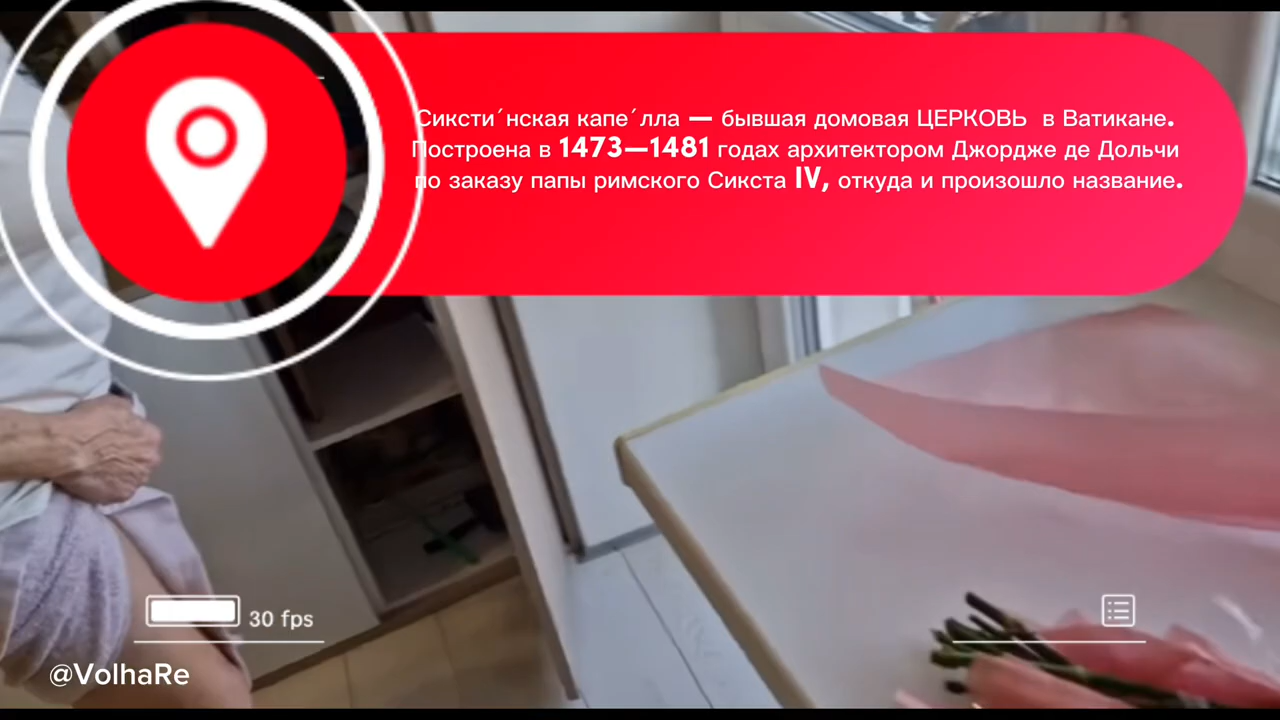 Сиксти´нская капе´лла — бывшая домовая ЦЕРКОВЬ в Ватикане.
Построена в 1473—1481 годах архитектором Джордже де Дольчи
по заказу папы римского Сикста IV, откуда и произошло название.
30 fps
@VolhaRe